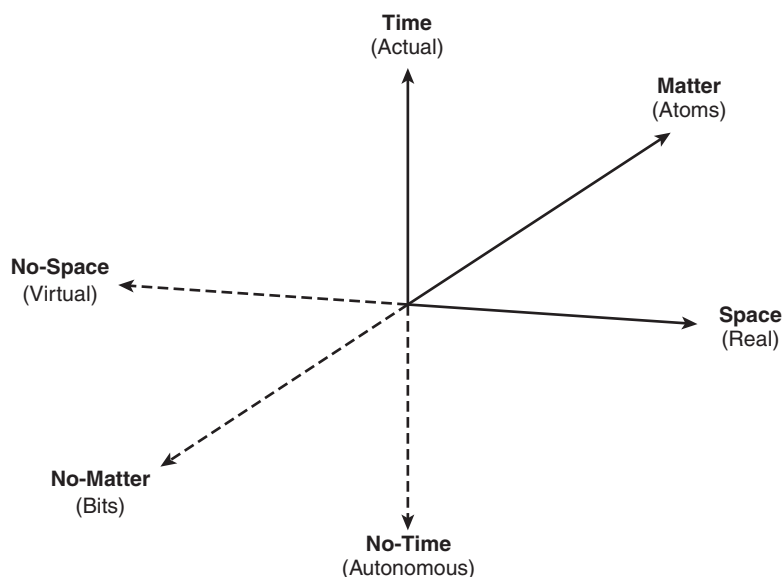 Time
(Actual)
Matter
(Atoms)
No-Space
(Virtual)
Space
(Real)
No-Matter
(Bits)
No-Time
(Autonomous)